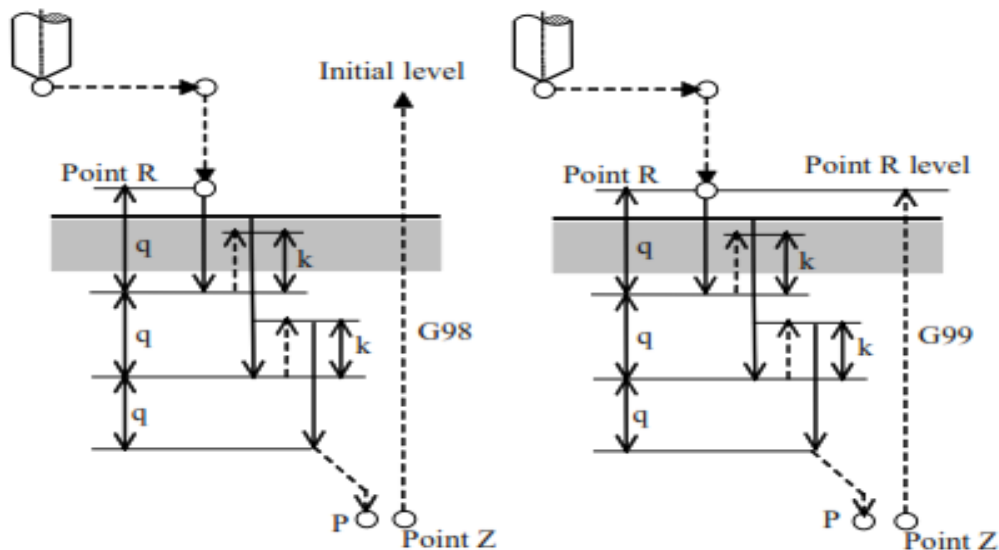 Initial level
Point R
q
k
q
k
G98
q
P
Point Z
Point R
Point R level
q
k
q
k
G99
q
P
Point Z